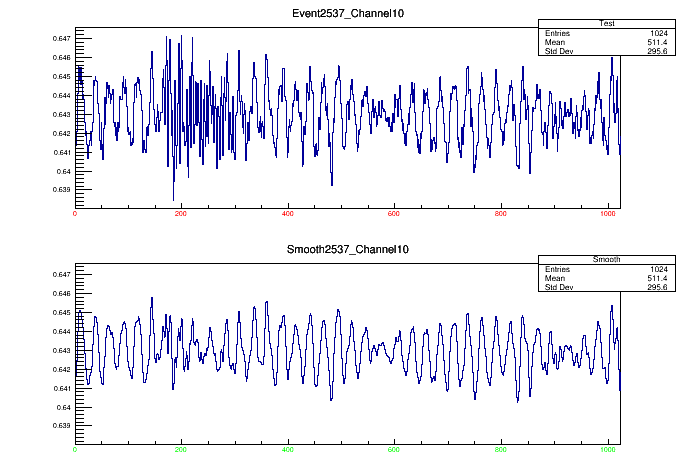 Event2537_Channel10
Test
Entries 1024
Mean 511.4
Std Dev 295.6
0.647
0.646
0.645
0.644
0.643
0.642
0.641
0.64
0.639
0 200 400 600 800 1000
Smooth2537_Channel10
Smooth
Entries 1024
Mean 511.4
Std Dev 295.6
0.647
0.646
0.645
0.644
0.643
0.642
0.641
0.64
0.639
0 200 400 600 800 1000